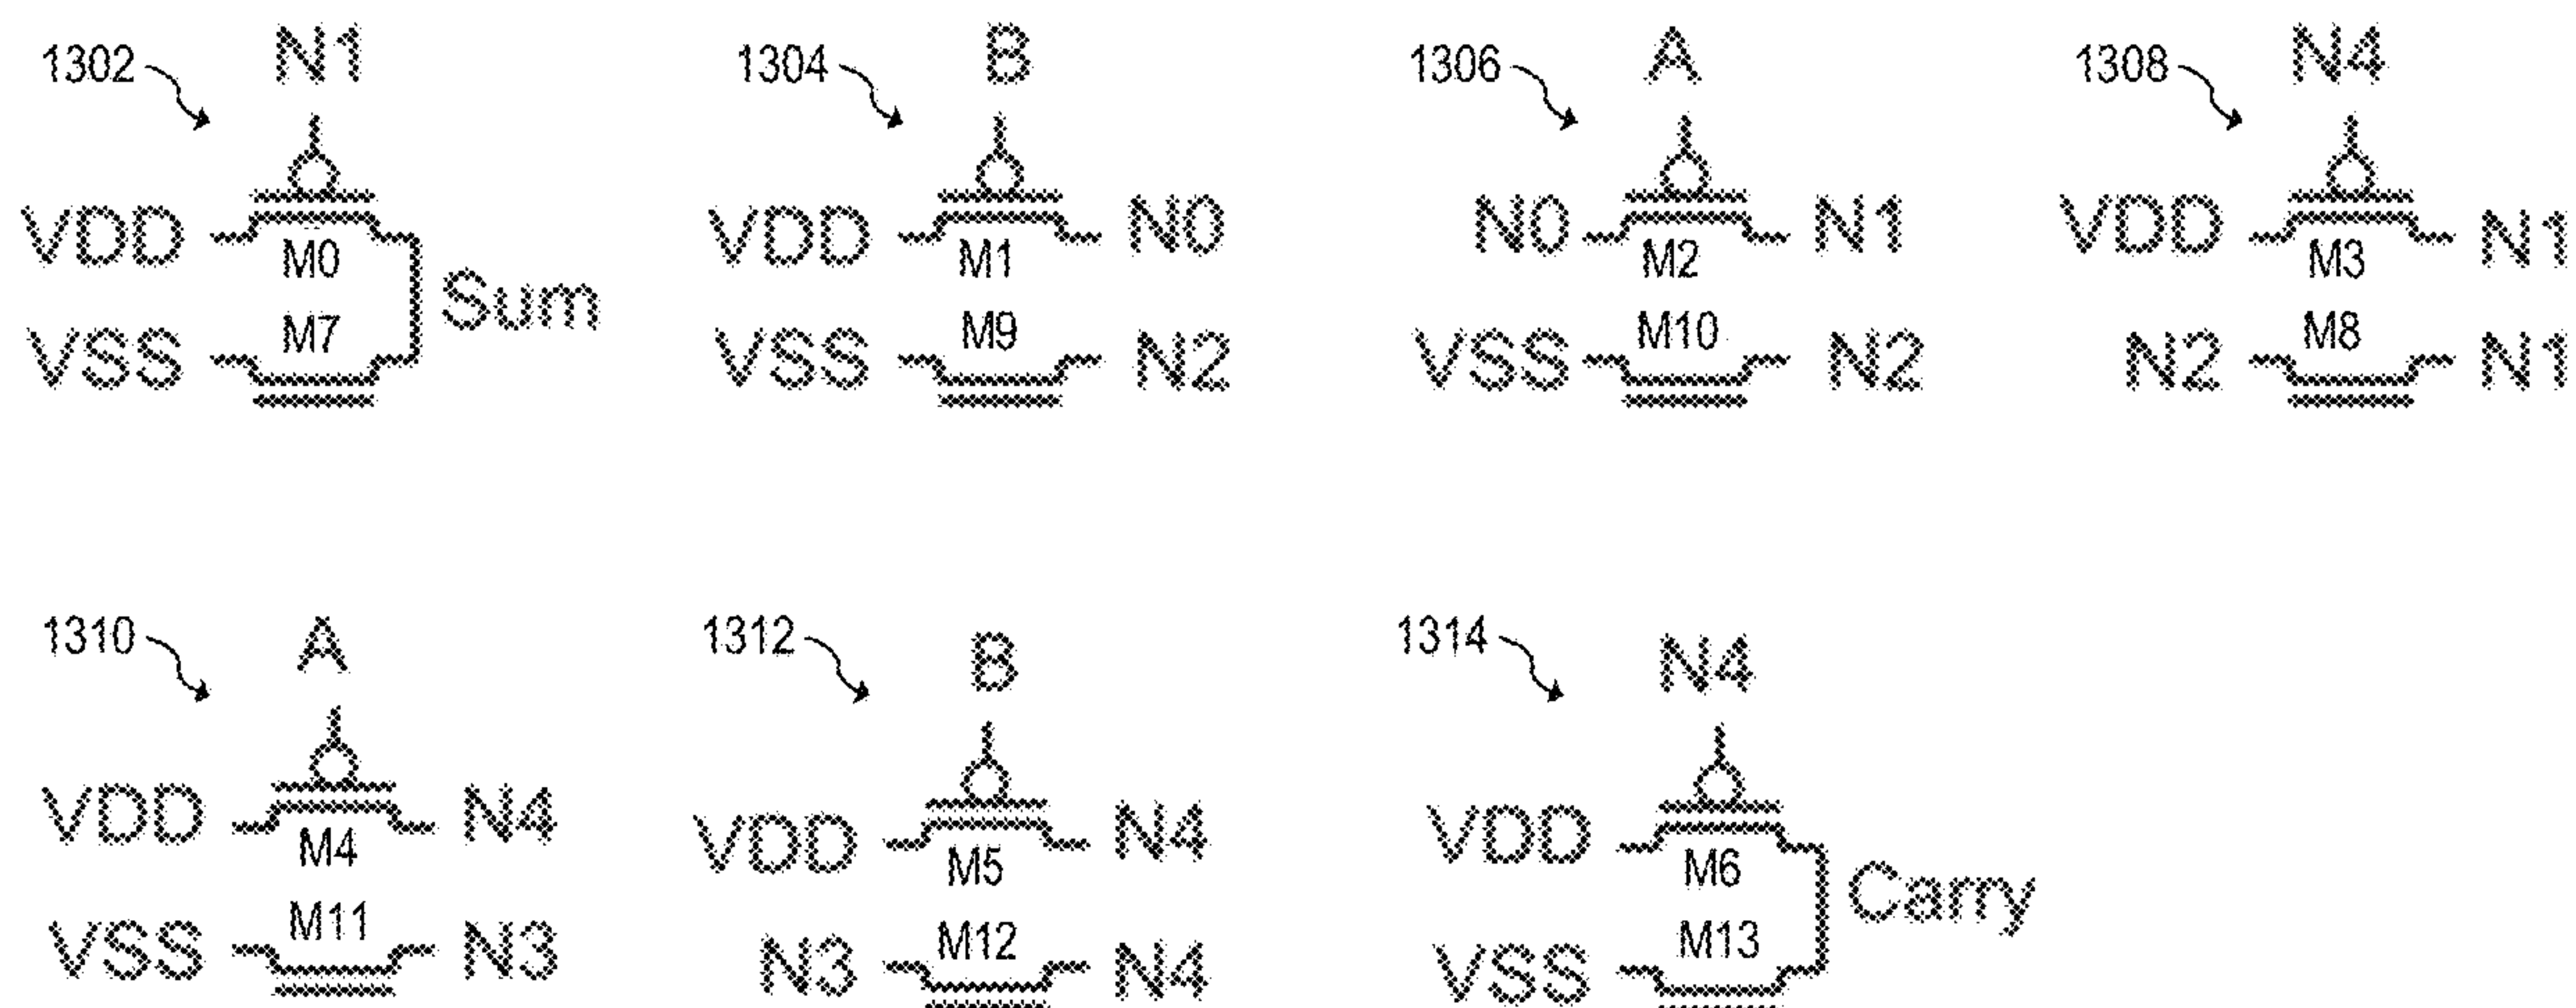 1302 N1 1304 B 1306 A 1308 N4
VDD M0 VDD M1 N0 N0 M2 N1 VDD M3 N1
Sum
VSS M7 VSS M9 N2 VSS M10 N2 N2 M8 N1
1310 A 1312 B 1314 N4
VDD M4 N4 VDD M5 N4 VDD M6
Carry
VSS M11 N3 N3 M12 N4 VSS M13